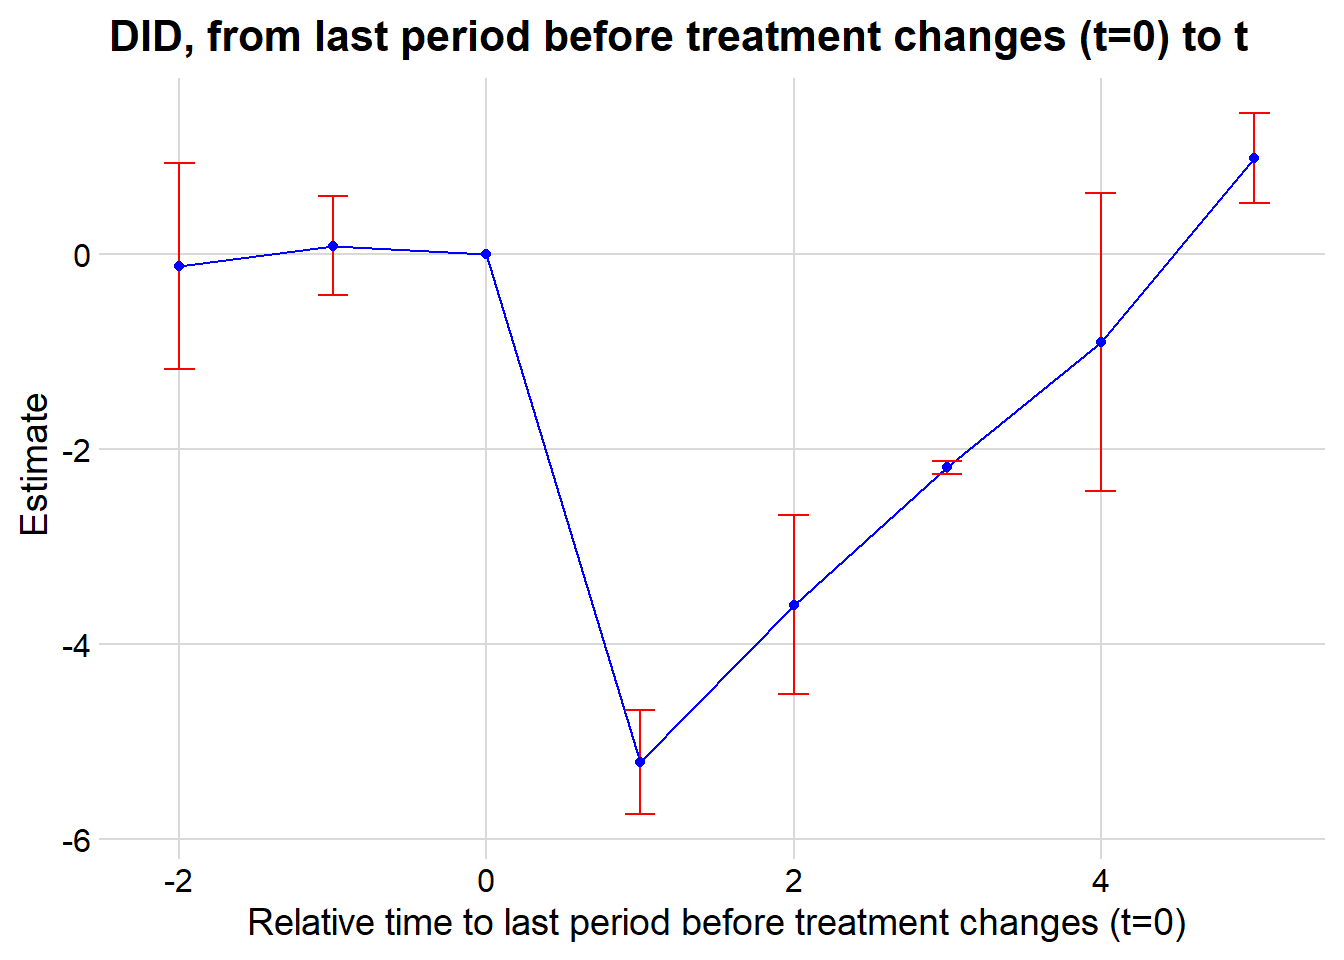 DID, from last period before treatment changes (t=0) to t
Estimate
0
-2
-4
-6
-2
0
2
4
Relative time to last period before treatment changes (t=0)